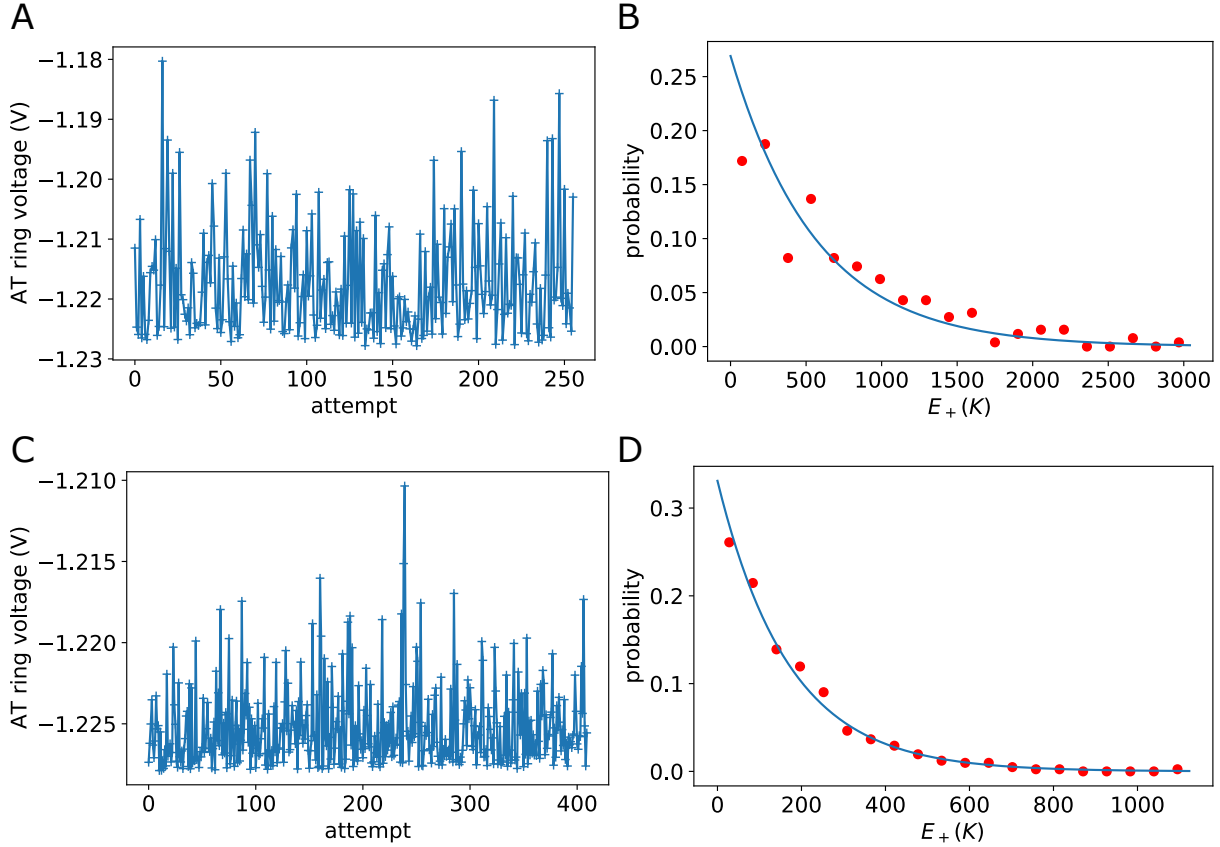 A
−1.18
−1.19
−1.20
−1.21
−1.22
−1.23
AT ring voltage (V)
0 50 100 150 200 250
attempt
B
0.25
0.20
0.15
0.10
0.05
0.00
probability
0 500 1000 1500 2000 2500 3000
E+(K)
C
−1.210
−1.215
−1.220
−1.225
AT ring voltage (V)
0 100 200 300 400
attempt
D
0.3
0.2
0.1
0.0
probability
0 200 400 600 800 1000
E+(K)